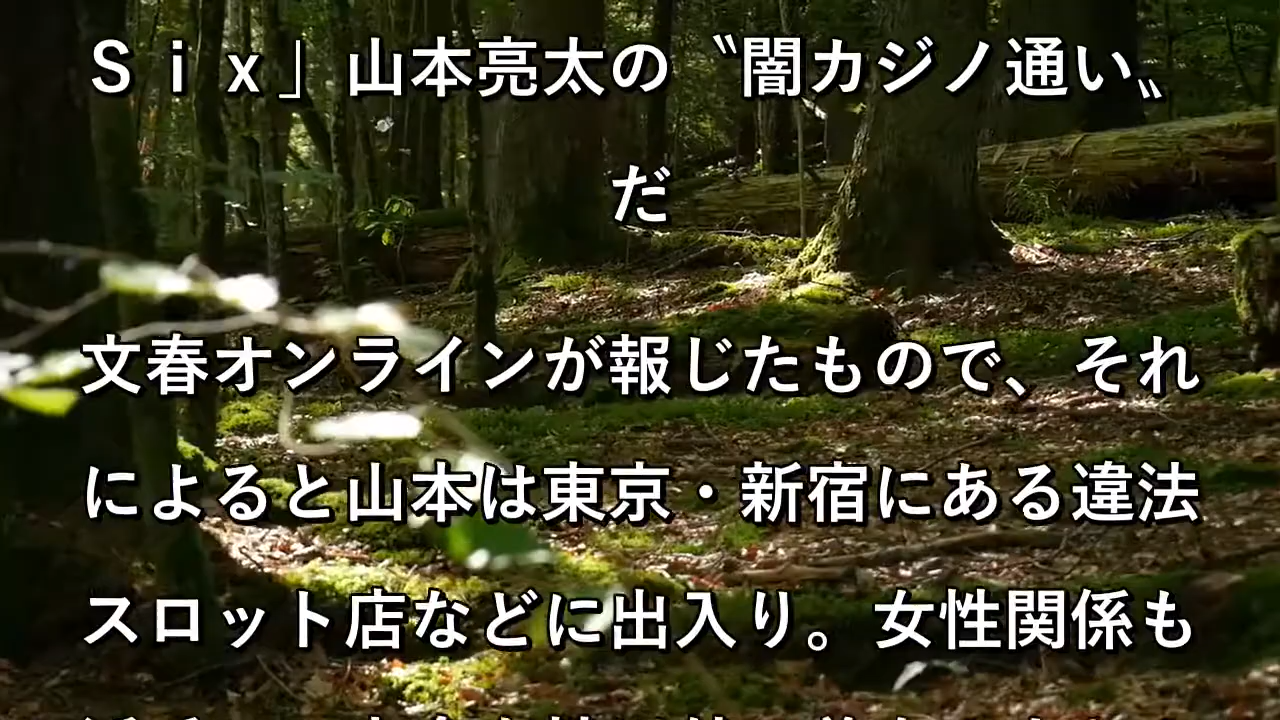 Ｓｉｘ」山本亮太の〝闇カジノ通い〟
だ
文春オンラインが報じたもので、それ
によると山本は東京・新宿にある違法
スロット店などに出入り。女性関係も